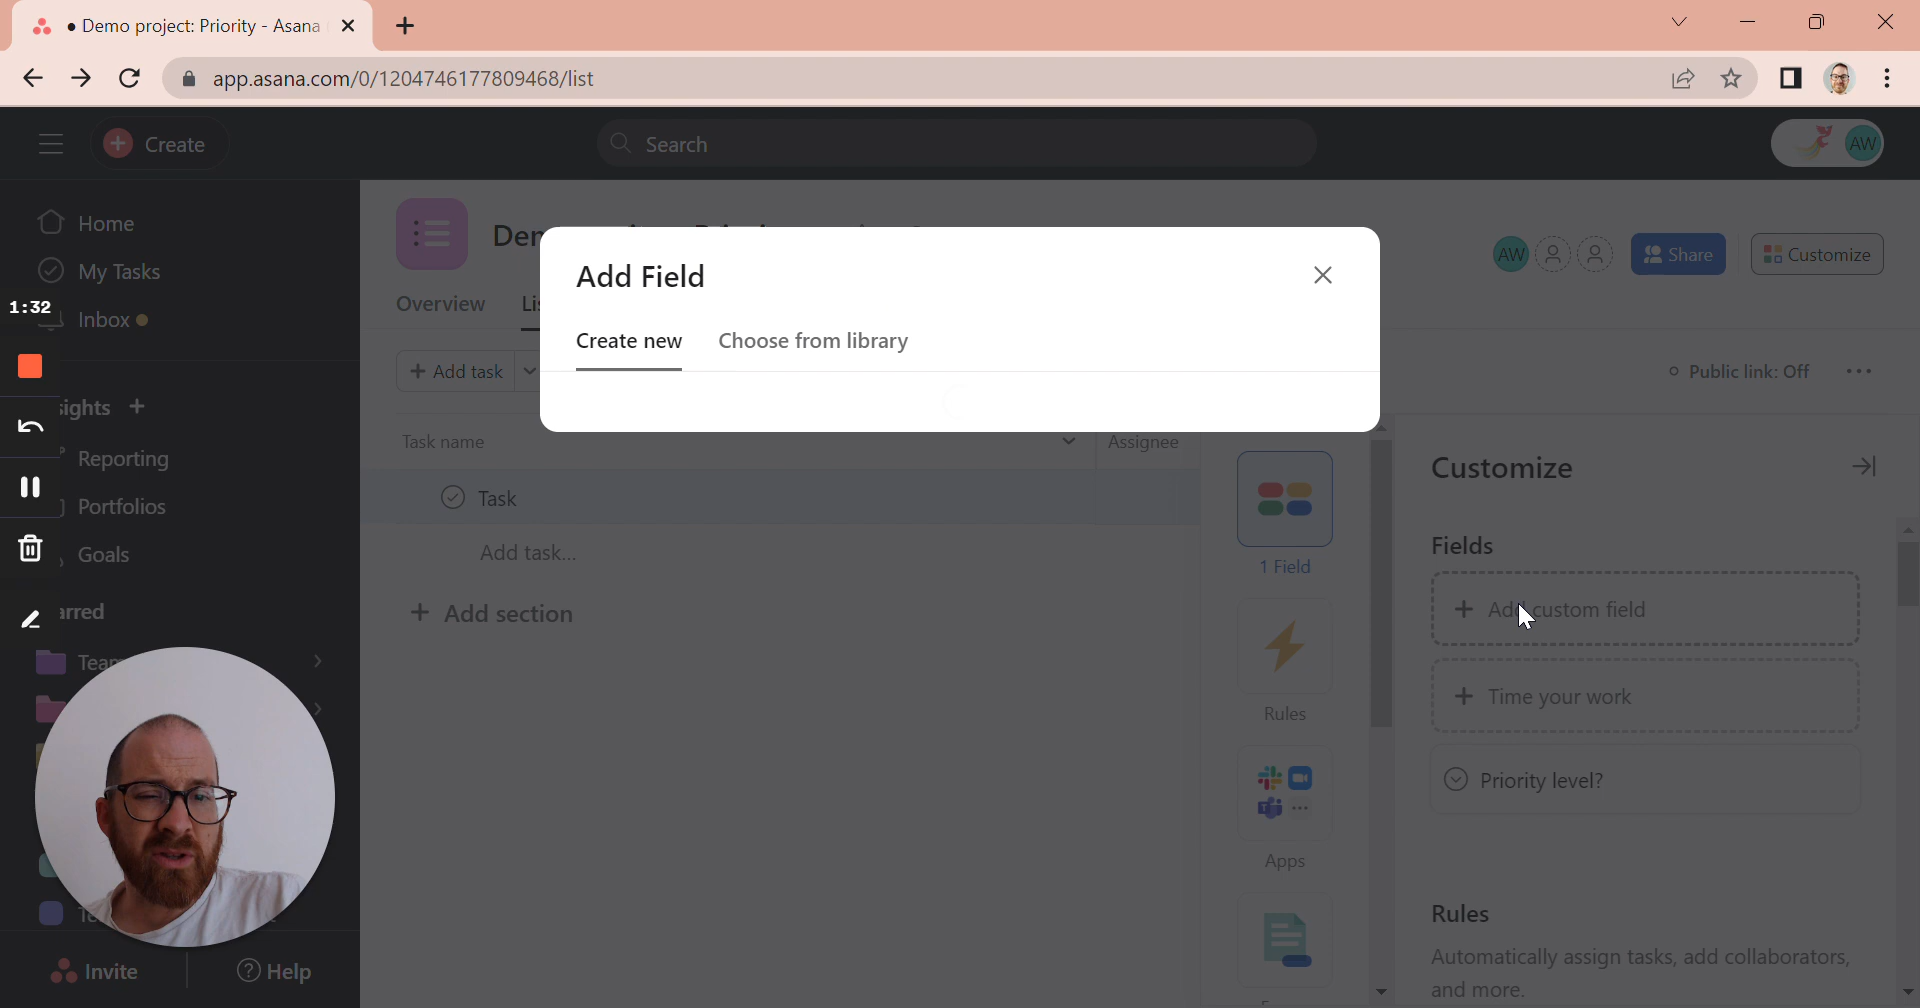 ● Demo project: Priority - Asana
app.asana.com/0/1204746177809468/list
Create
Search
AW
Home
My Tasks
Inbox
1:32
sights
Reporting
Portfolios
Goals
arred
Invite
Help
AW
Share
Customize
Overview
Add task
Public link: Off
Add Field
Create new
Choose from library
Task name
Assignee
Task
Add task...
Add section
1 Field
Rules
Apps
Customize
Fields
Add custom field
Time your work
Priority level?
Rules
Automatically assign tasks, add collaborators,
and more.